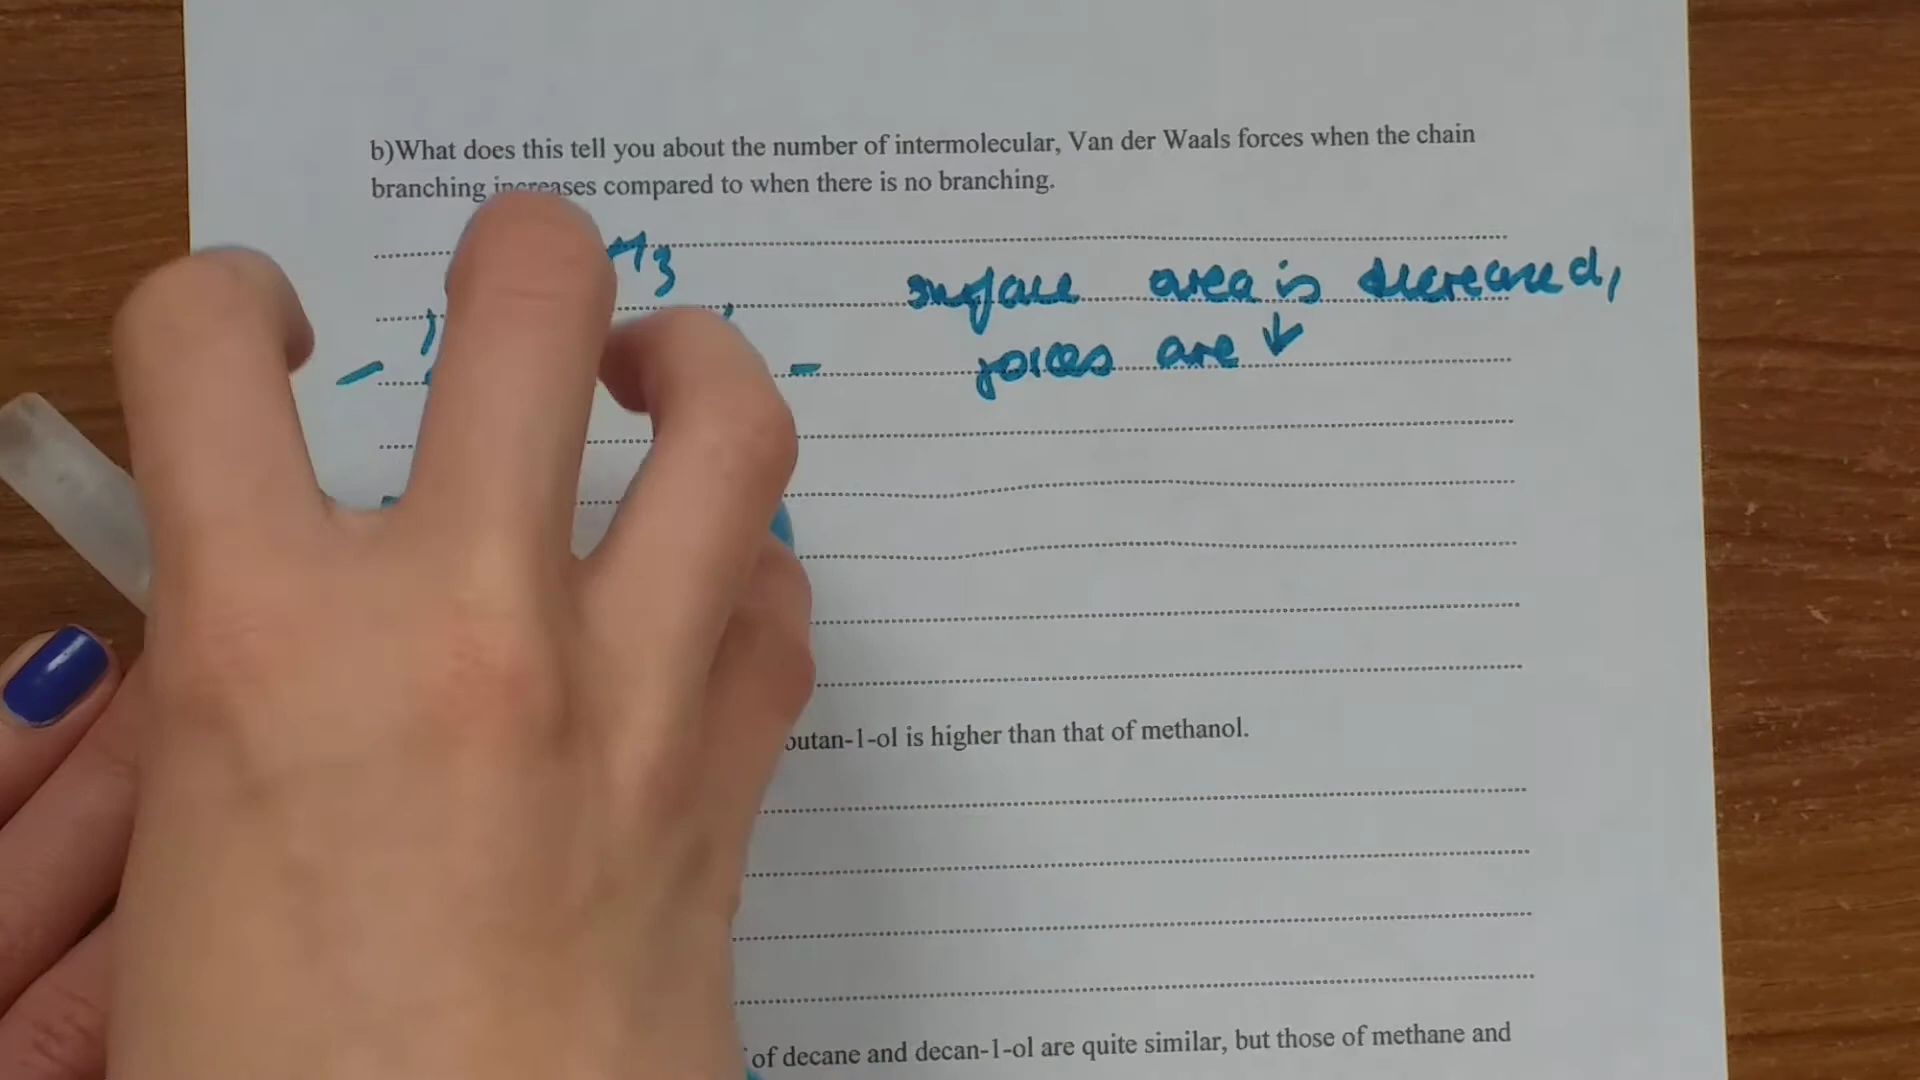 b)What does this tell you about the number of intermolecular, Van der Waals forces when the chain
branching increases compared to when there is no branching.
H3
surface area is decreased,
forces are ↓
butan-1-ol is higher than that of methanol.
of decane and decan-1-ol are quite similar, but those of methane and